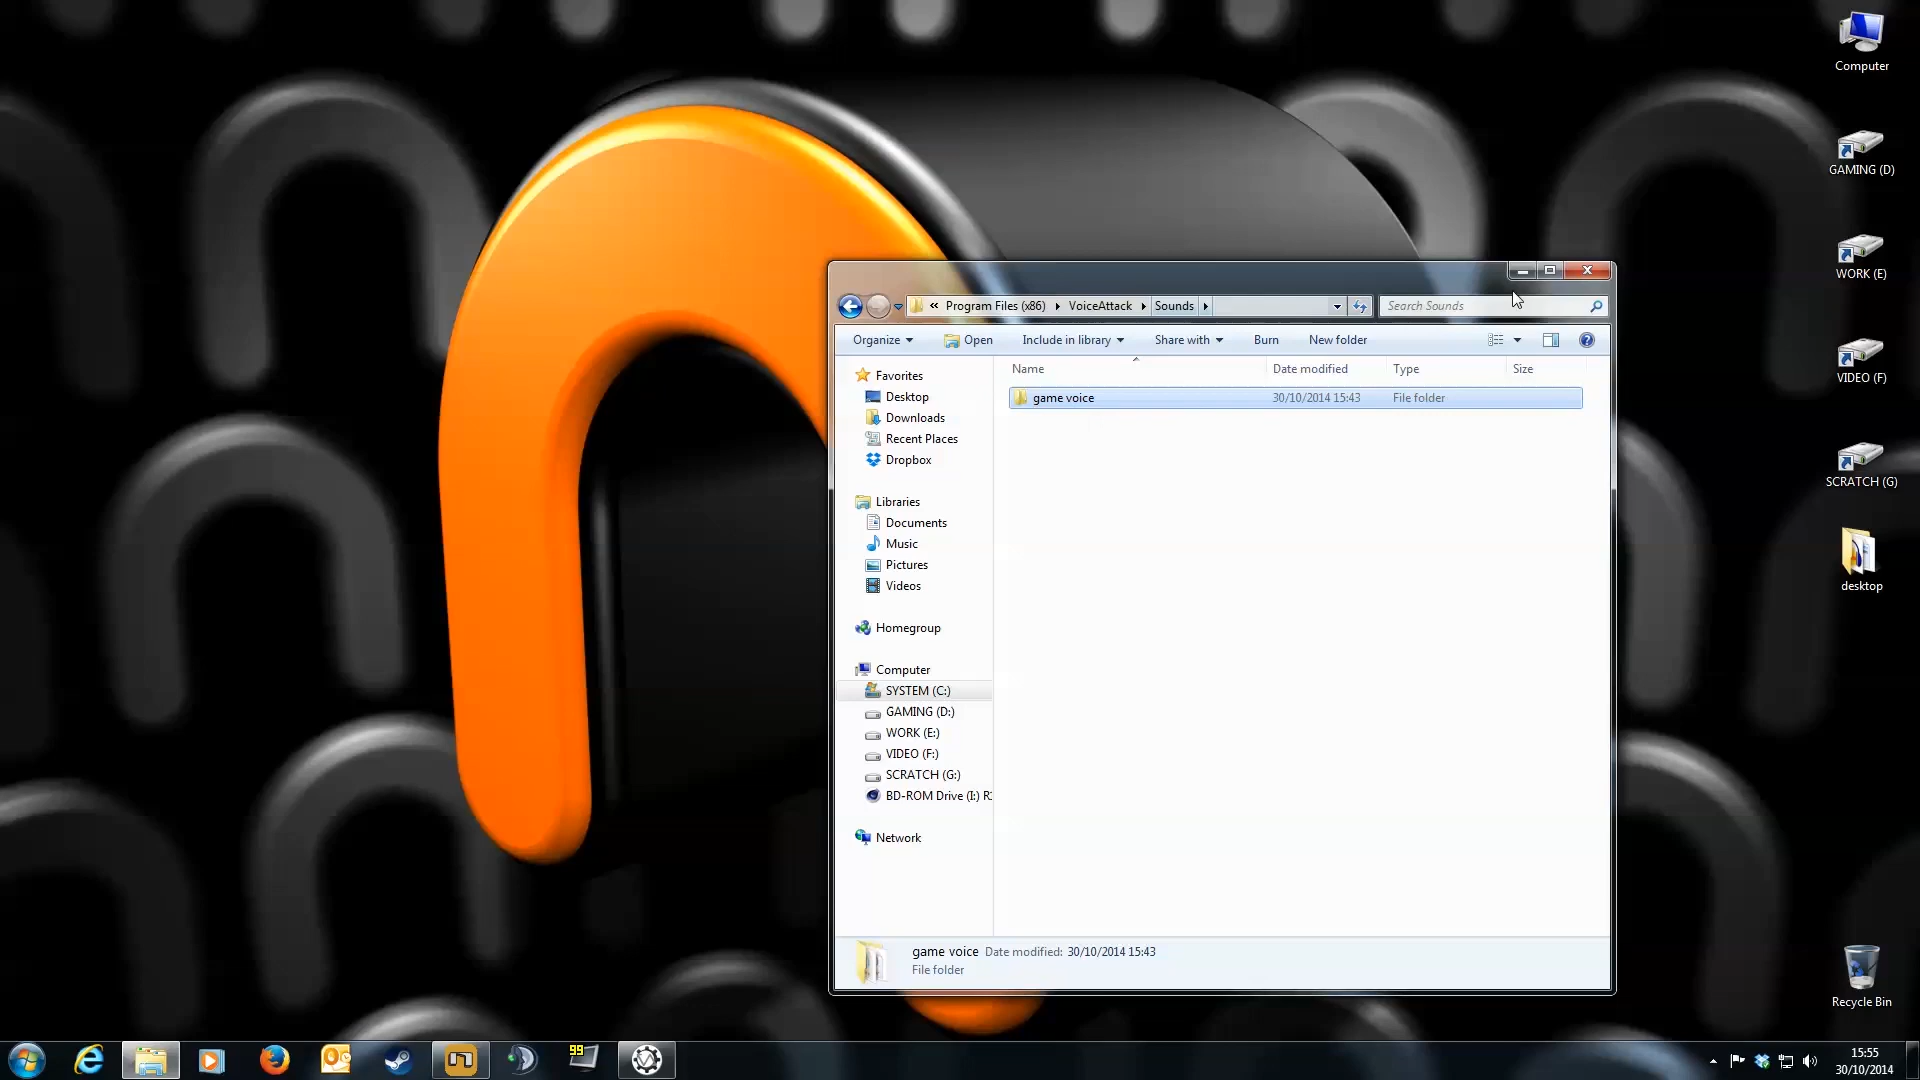 Computer
GAMING (D)
WORK (E)
VIDEO (F)
SCRATCH (G)
desktop
Recycle Bin
« Program Files (x86) VoiceAttack Sounds
Search Sounds
Organize Open Include in library Share with Burn New folder
Name Date modified Type Size
game voice 30/10/2014 15:43 File folder
Favorites
Desktop
Downloads
Recent Places
Dropbox
Libraries
Documents
Music
Pictures
Videos
Homegroup
Computer
SYSTEM (C:)
GAMING (D:)
WORK (E:)
VIDEO (F:)
SCRATCH (G:)
BD-ROM Drive (I:)
Network
game voice Date modified: 30/10/2014 15:43
File folder
99
15:55
30/10/2014